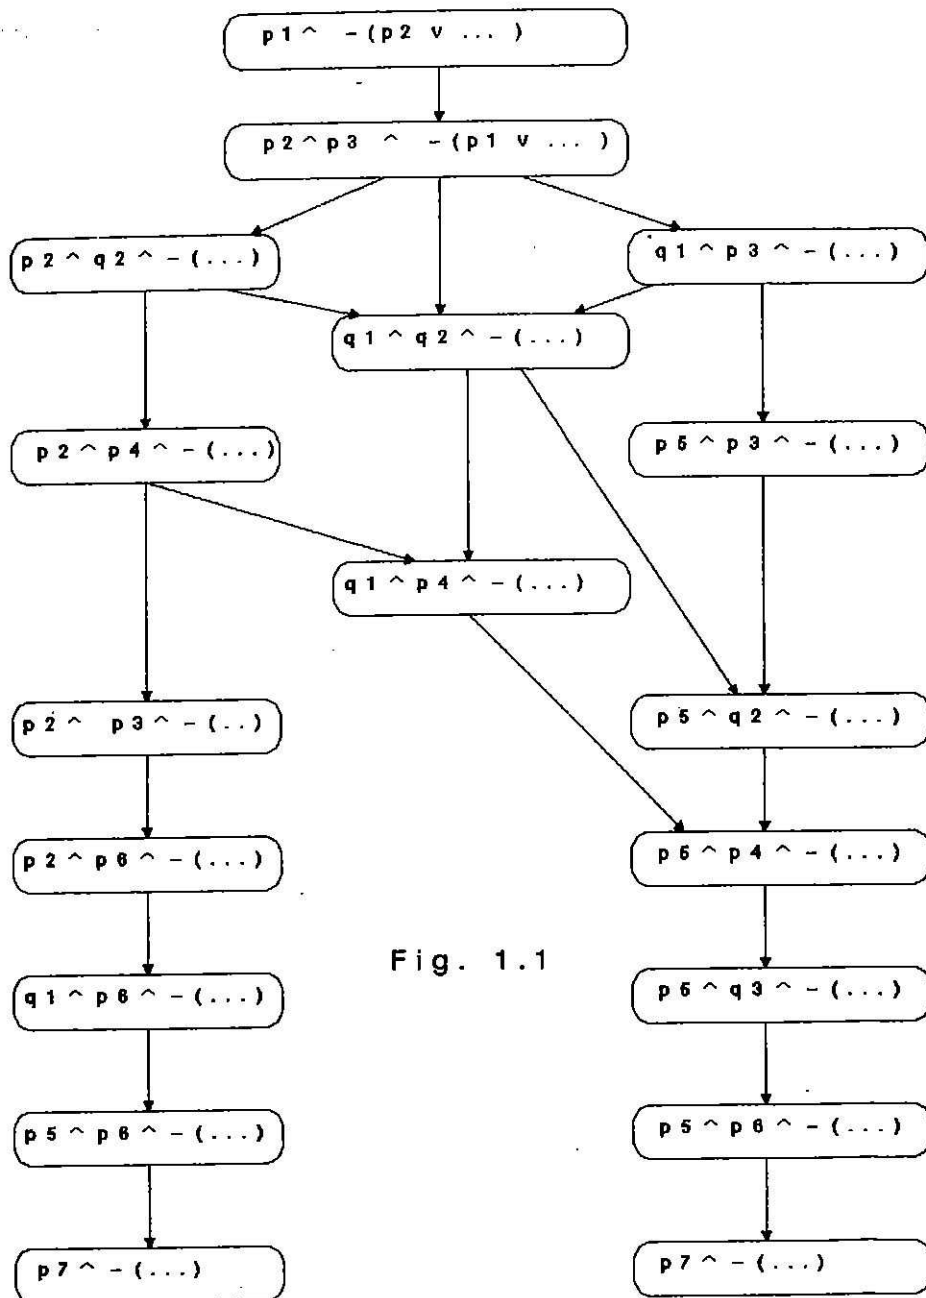 p1 ^ -(p2 v ... )
p2 ^ p3 ^ -(p1 v ... )
p2 ^ q2 ^ -(...)
q1 ^ p3 ^ -(...)
q1 ^ q2 ^ -(...)
p2 ^ p4 ^ -(...)
p5 ^ p3 ^ -(...)
q1 ^ p4 ^ -(...)
p2 ^ p3 ^ -(..)
p5 ^ q2 ^ -(...)
p2 ^ p6 ^ -(...)
p5 ^ p4 ^ -(...)
Fig. 1.1
q1 ^ p6 ^ -(...)
p5 ^ q3 ^ -(...)
p5 ^ p6 ^ -(...)
p5 ^ p6 ^ -(...)
p7 ^ -(...)
p7 ^ -(...)